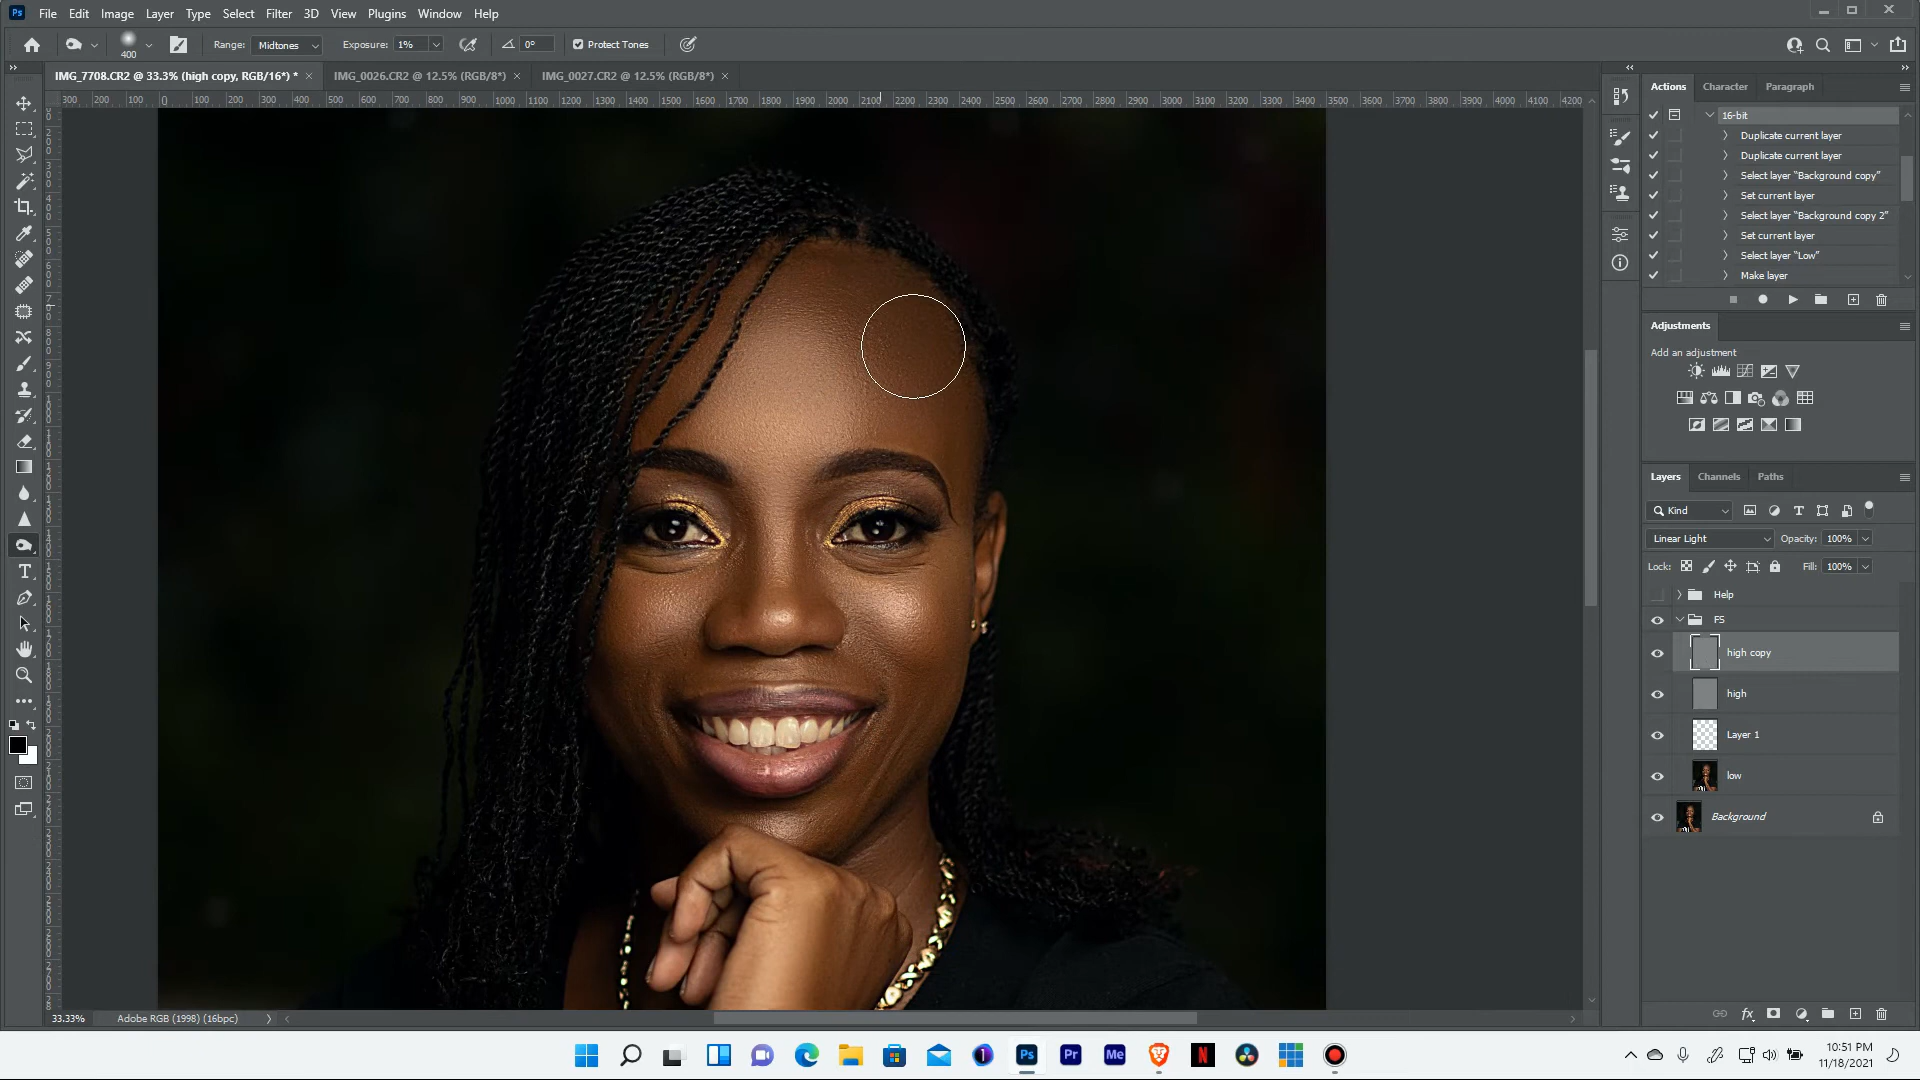 Ps File Edit Image Layer Type Select Filter 3D View Plugins Window Help
400 Range: Midtones Exposure: 1% 0° Protect Tones
IMG_7708.CR2 @ 33.3% (high copy, RGB/16*) * × IMG_0026.CR2 @ 12.5% (RGB/8*) × IMG_0027.CR2 @ 12.5% (RGB/8*) ×
300 200 100 0 100 200 300 400 500 600 700 800 900 1000 1100 1200 1300 1400 1500 1600 1700 1800 1900 2000 2100 2200 2300 2400 2500 2600 2700 2800 2900 3000 3100 3200 3300 3400 3500 3600 3700 3800 3900 4000 4100 4200
Actions Character Paragraph
16-bit
Duplicate current layer
Duplicate current layer
Select layer “Background copy”
Set current layer
Select layer “Background copy 2”
Set current layer
Select layer “Low”
Make layer
Adjustments
Add an adjustment
Layers Channels Paths
Kind
Linear Light Opacity: 100%
Lock: Fill: 100%
Help
FS
high copy
high
Layer 1
low
Background
33.33% Adobe RGB (1998) (16bpc)
Ps Pr Me N
10:51 PM
11/18/2021